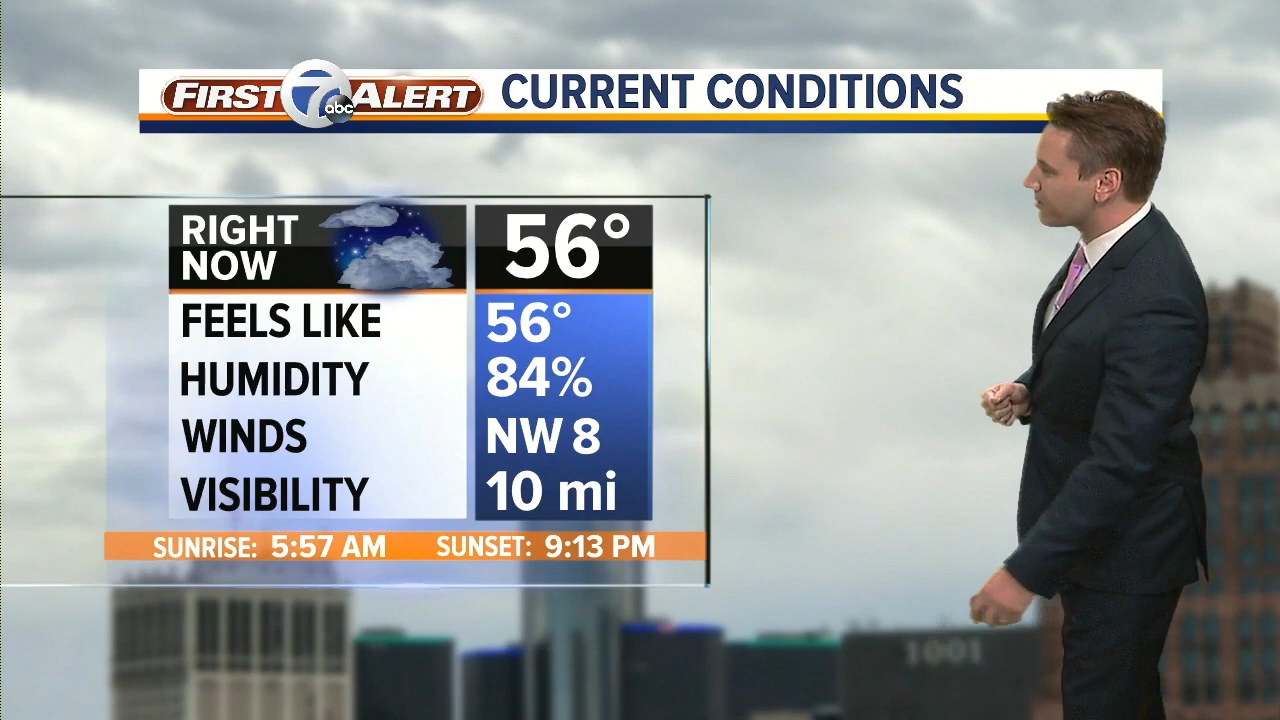 FIRST 7 abc ALERT CURRENT CONDITIONS
RIGHT NOW 56°
FEELS LIKE 56°
HUMIDITY 84%
WINDS NW 8
VISIBILITY 10 mi
SUNRISE: 5:57 AM SUNSET: 9:13 PM
1001